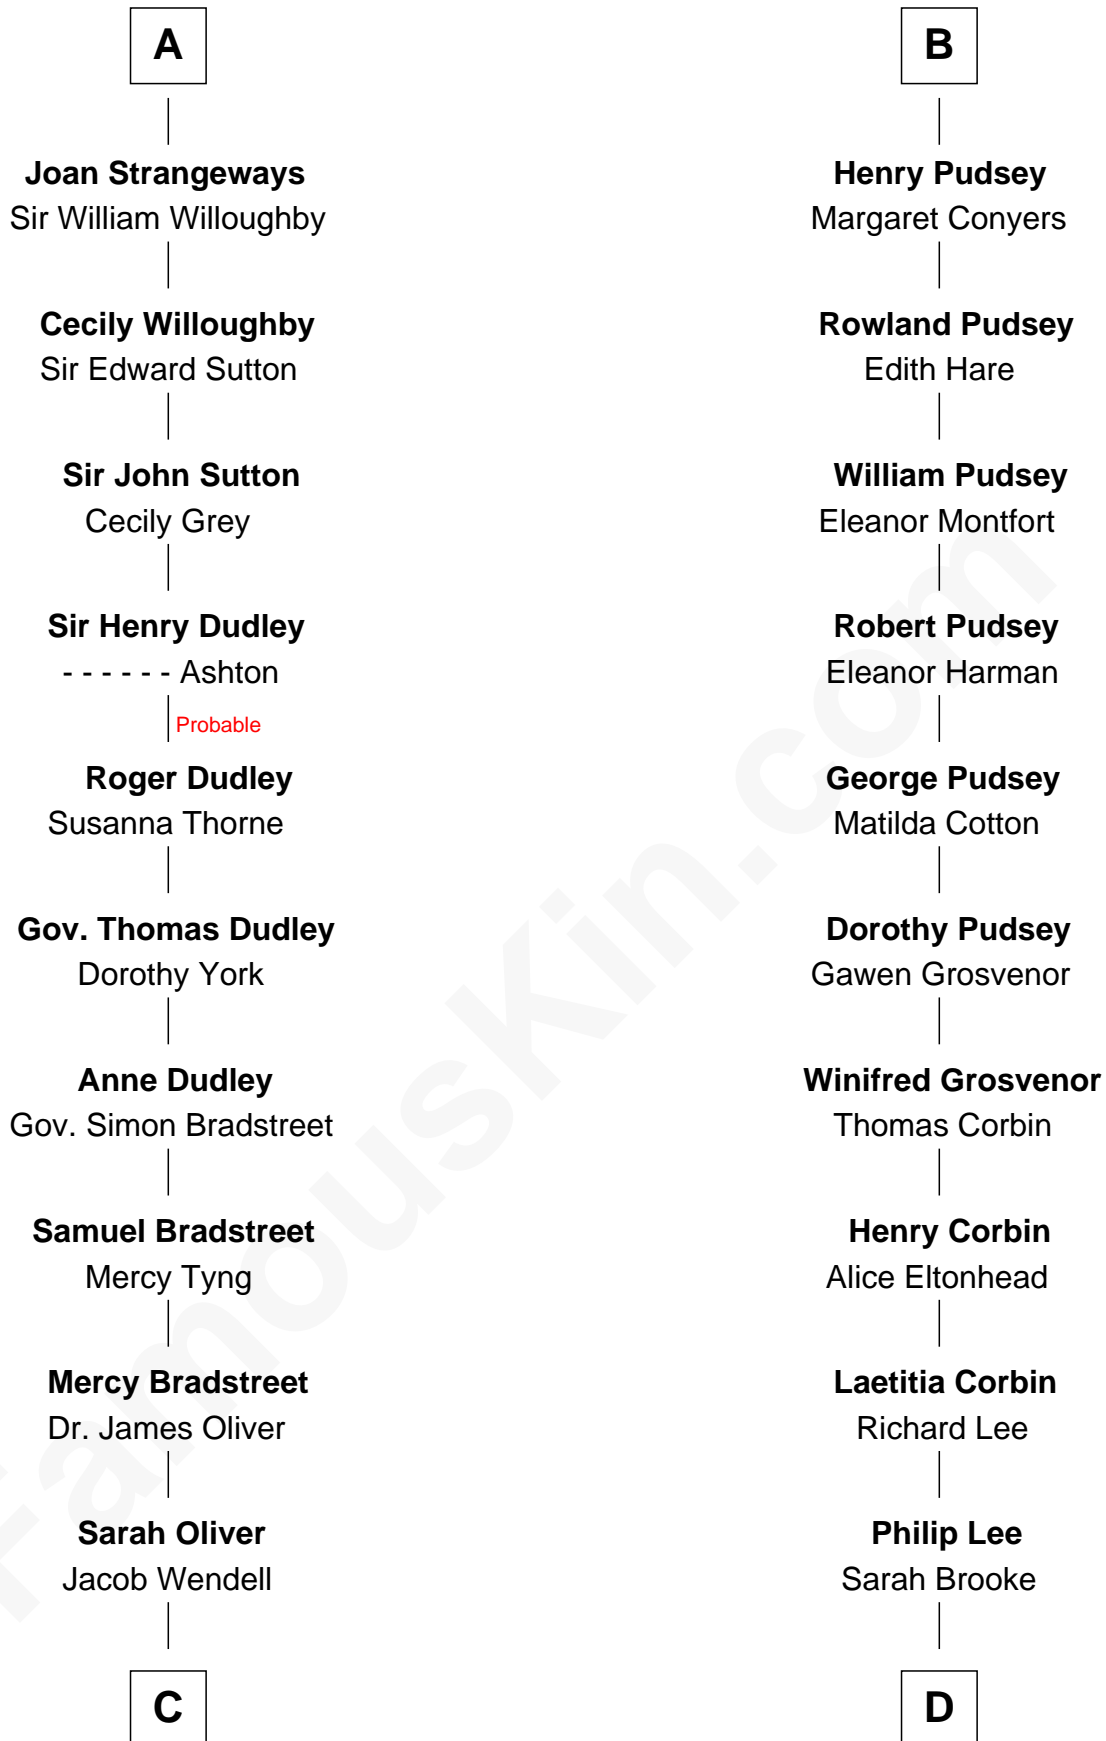 A
Joan Strangeways
Sir William Willoughby
Cecily Willoughby
Sir Edward Sutton
Sir John Sutton
Cecily Grey
Sir Henry Dudley
- - - - - - Ashton
Probable
Roger Dudley
Susanna Thorne
Gov. Thomas Dudley
Dorothy York
Anne Dudley
Gov. Simon Bradstreet
Samuel Bradstreet
Mercy Tyng
Mercy Bradstreet
Dr. James Oliver
Sarah Oliver
Jacob Wendell
C
B
Henry Pudsey
Margaret Conyers
Rowland Pudsey
Edith Hare
William Pudsey
Eleanor Montfort
Robert Pudsey
Eleanor Harman
George Pudsey
Matilda Cotton
Dorothy Pudsey
Gawen Grosvenor
Winifred Grosvenor
Thomas Corbin
Henry Corbin
Alice Eltonhead
Laetitia Corbin
Richard Lee
Philip Lee
Sarah Brooke
D
FamousKin.com